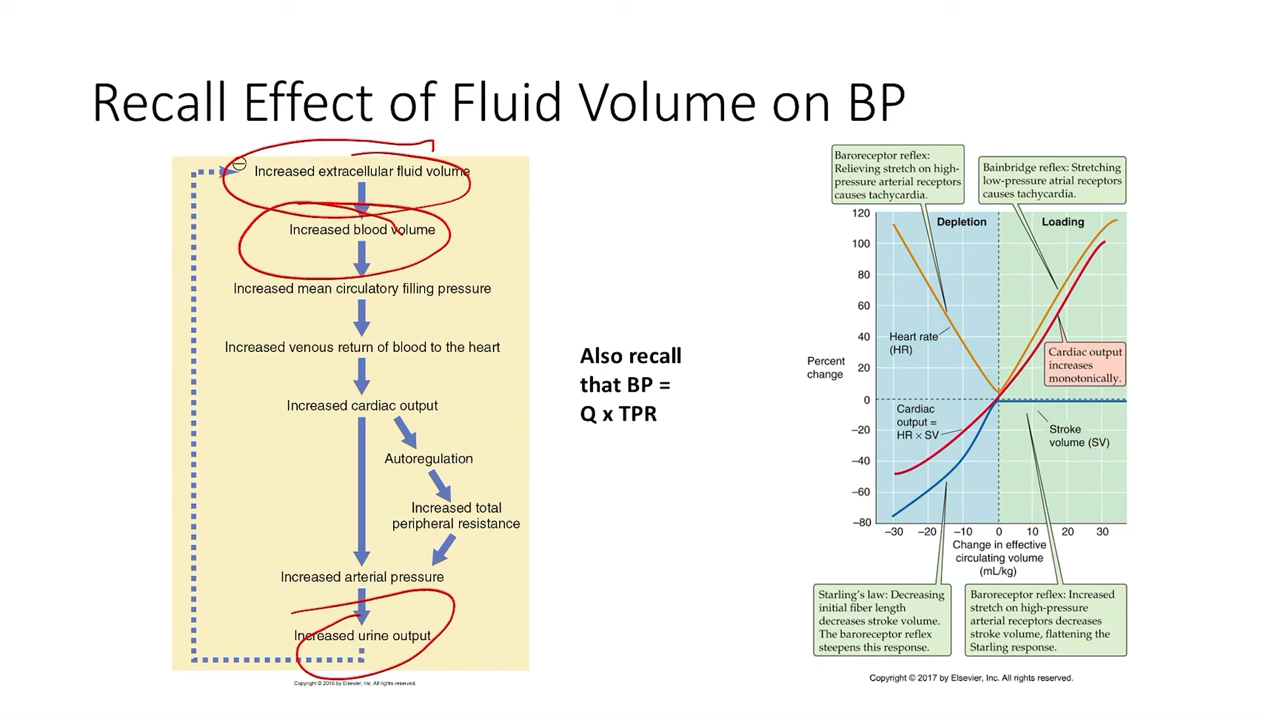 Recall Effect of Fluid Volume on BP
Increased extracellular fluid volume
Increased blood volume
Increased mean circulatory filling pressure
Increased venous return of blood to the heart
Increased cardiac output
Autoregulation
Increased total
peripheral resistance
Increased arterial pressure
Increased urine output
Copyright © 2016 by Elsevier, Inc. All rights reserved.
Also recall
that BP =
Q x TPR
Baroreceptor reflex:
Relieving stretch on high-
pressure arterial receptors
causes tachycardia.
Bainbridge reflex: Stretching
low-pressure atrial receptors
causes tachycardia.
Depletion
Loading
120
100
80
60
40
20
0
−20
−40
−60
−80
Percent
change
Heart rate
(HR)
Cardiac output
increases
monotonically.
Cardiac
output =
HR × SV
Stroke
volume (SV)
−30 −20 −10 0 10 20 30
Change in effective
circulating volume
(mL/kg)
Starling's law: Decreasing
initial fiber length
decreases stroke volume.
The baroreceptor reflex
steepens this response.
Baroreceptor reflex: Increased
stretch on high-pressure
arterial receptors decreases
stroke volume, flattening the
Starling response.
Copyright © 2017 by Elsevier, Inc. All rights reserved.